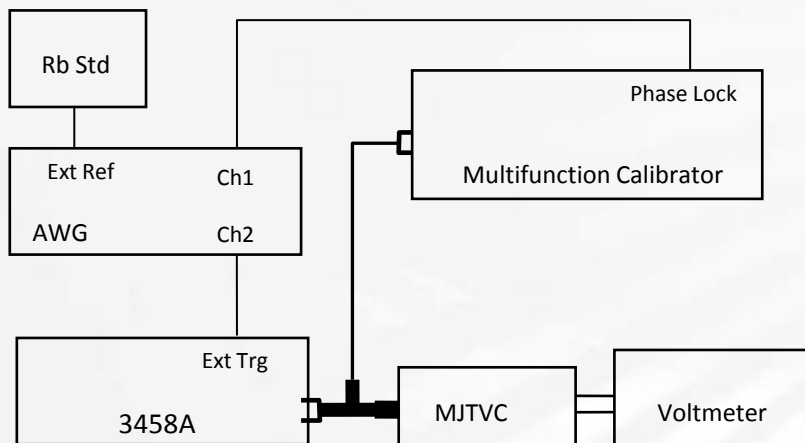 Rb Std
Phase Lock
Ext Ref
Ch1
Multifunction Calibrator
AWG
Ch2
Ext Trg
3458A
MJTVC
Voltmeter